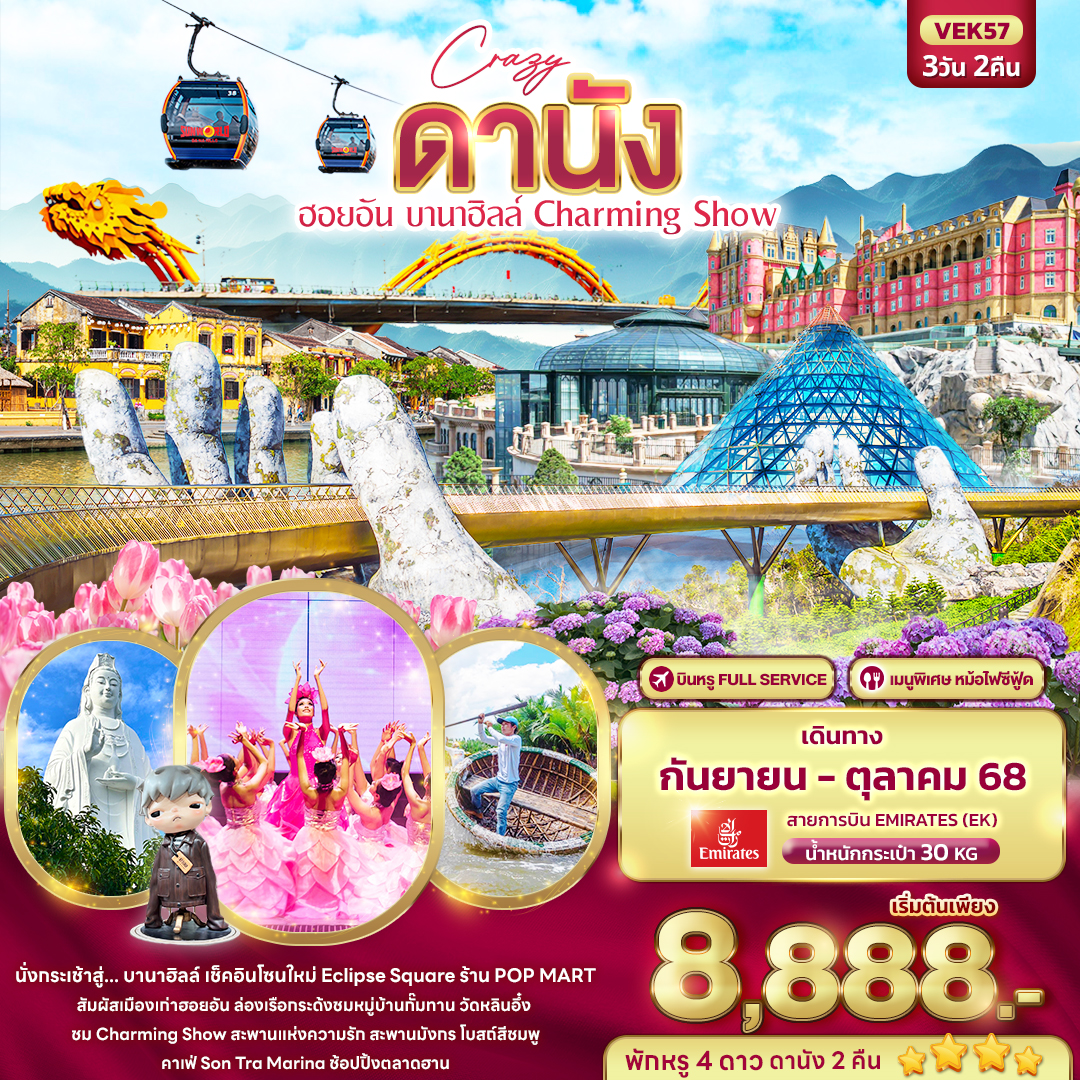 VEK57
3วัน 2คืน
Crazy
ดานัง
ฮอยอัน บานาฮิลล์ Charming Show
38
SUN WORLD
บินหรู FULL SERVICE
เมนูพิเศษ หม้อไฟซีฟู้ด
เดินทาง
กันยายน - ตุลาคม 68
สายการบิน EMIRATES (EK)
Emirates
น้ำหนักกระเป๋า 30 KG
เริ่มต้นเพียง
8,888.-
พักหรู 4 ดาว ดานัง 2 คืน
นั่งกระเช้าสู่... บานาฮิลล์ เช็คอินโซนใหม่ Eclipse Square ร้าน POP MART
สัมผัสเมืองเก่าฮอยอัน ล่องเรือกระด้งชมหมู่บ้านกั๊มทาน วัดหลินอึ๋ง
ชม Charming Show สะพานแห่งความรัก สะพานมังกร โบสถ์สีชมพู
คาเฟ่ Son Tra Marina ช้อปปิ้งตลาดฮาน